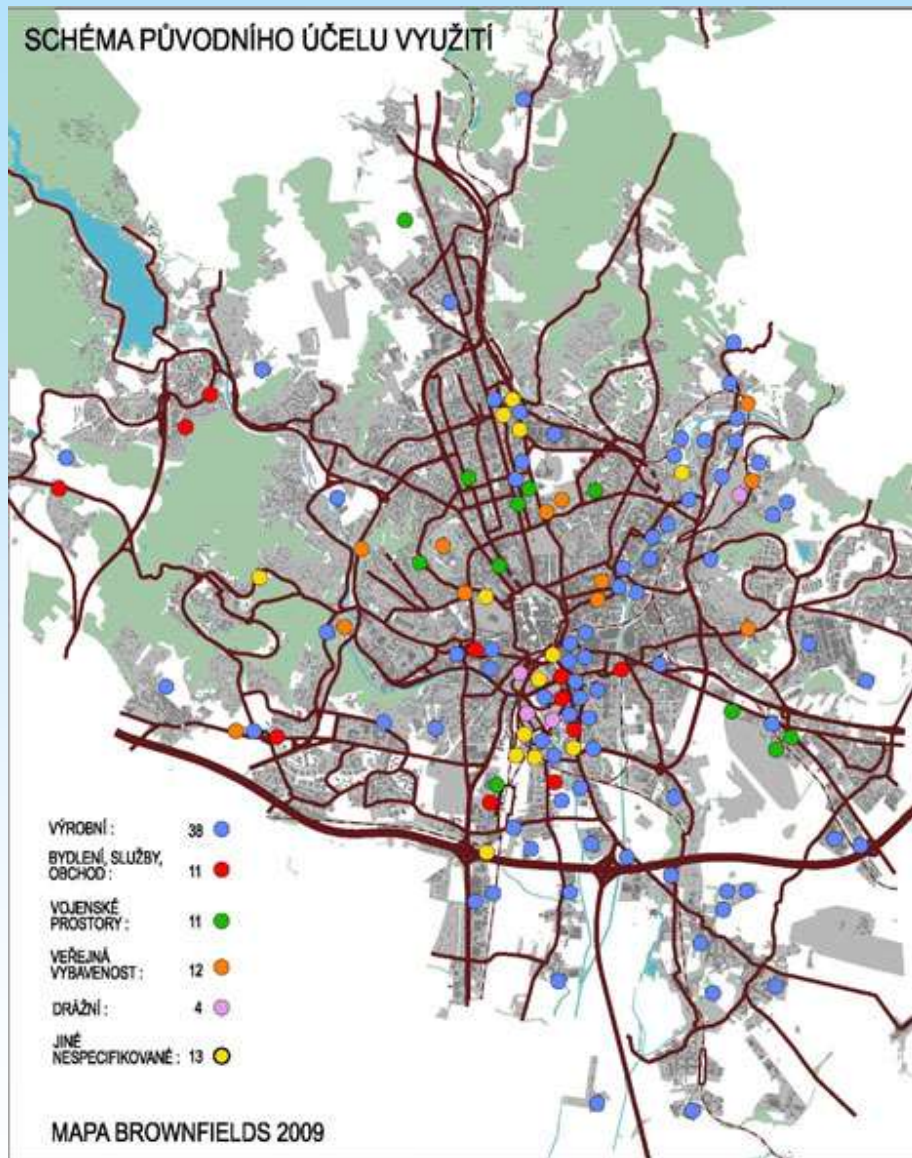 SCHÉMA PŮVODNÍHO ÚČELU VYUŽITÍ
VÝROBNÍ : 38
BYDLENÍ, SLUŽBY,
OBCHOD : 11
VOJENSKÉ
PROSTORY : 11
VEŘEJNÁ
VYBAVENOST : 12
DRÁŽNÍ : 4
JINÉ
NESPECIFIKOVANÉ : 13
MAPA BROWNFIELDS 2009